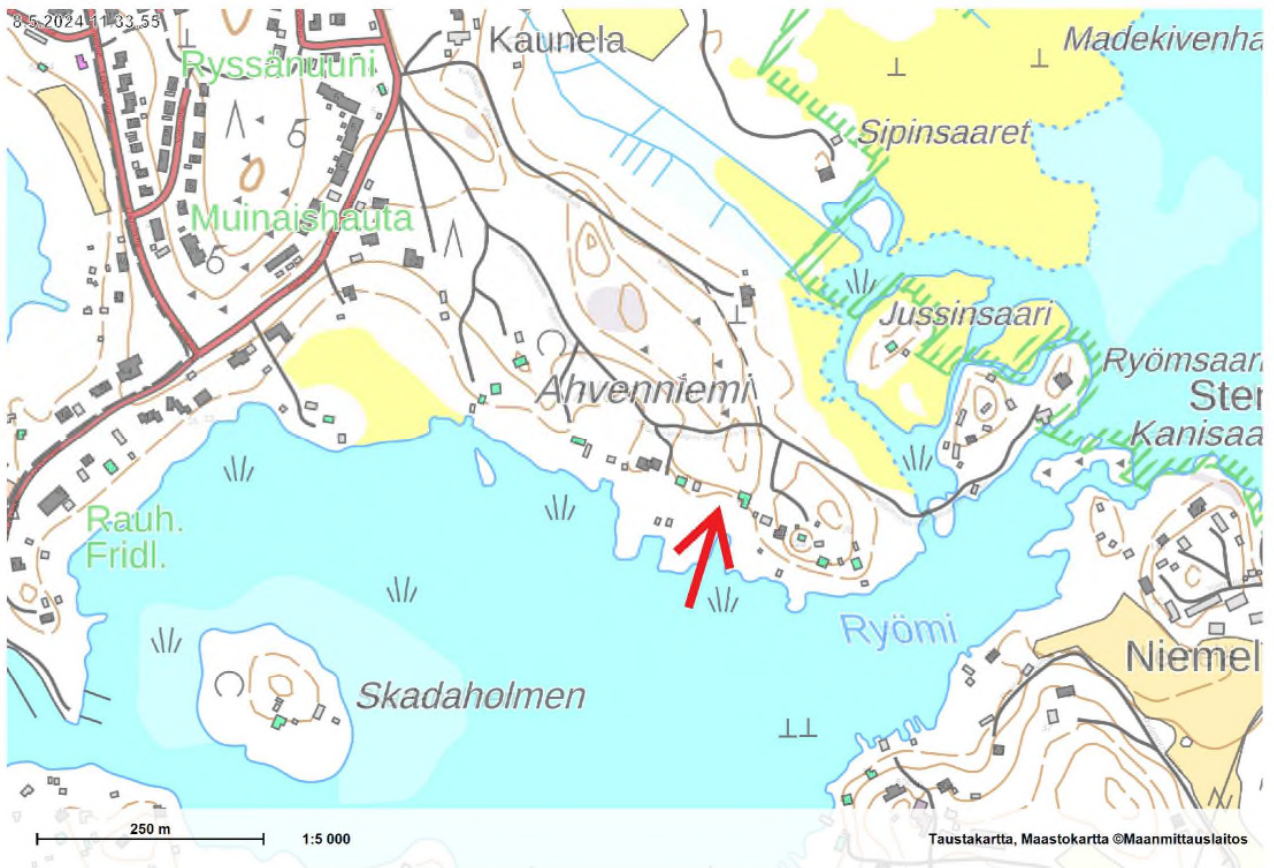 8.5.2024 11.33.55
Kaunela
Madekivenha
Ryssänuuni
Sipinsaaret
Muinaishauta
Jussinsaari
Ryömsaari
Ahvenniemi
Ster
Kanisaa
Rauh.
Fridl.
Ryömi
Niemel
Skadaholmen
250 m
1:5 000
Taustakartta, Maastokartta ©Maanmittauslaitos